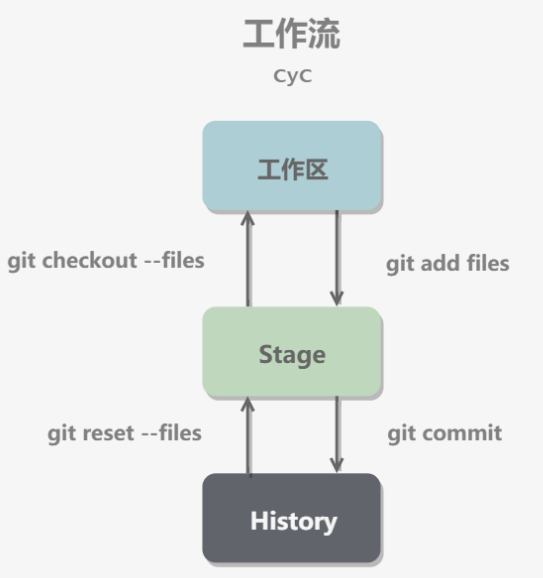 工作流
CyC
工作区
git checkout --files
git add files
Stage
git reset --files
git commit
History